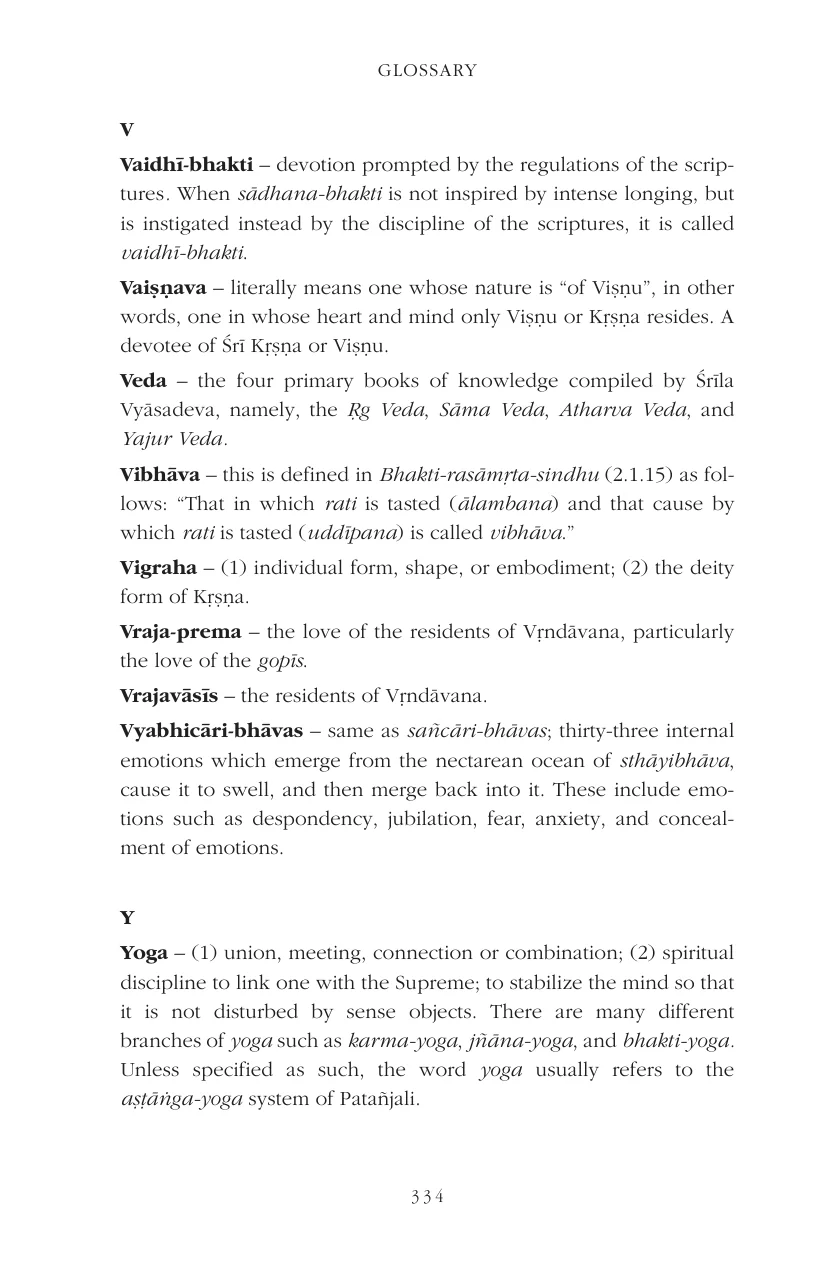 GLOSSARY
V
Vaidhī-bhakti – devotion prompted by the regulations of the scrip-
tures. When sādhana-bhakti is not inspired by intense longing, but
is instigated instead by the discipline of the scriptures, it is called
vaidhī-bhakti.
Vaiṣṇava – literally means one whose nature is “of Viṣṇu”, in other
words, one in whose heart and mind only Viṣṇu or Kṛṣṇa resides. A
devotee of Śrī Kṛṣṇa or Viṣṇu.
Veda – the four primary books of knowledge compiled by Śrīla
Vyāsadeva, namely, the Ṛg Veda, Sāma Veda, Atharva Veda, and
Yajur Veda.
Vibhāva – this is defined in Bhakti-rasāmṛta-sindhu (2.1.15) as fol-
lows: “That in which rati is tasted (ālambana) and that cause by
which rati is tasted (uddīpana) is called vibhāva.”
Vigraha – (1) individual form, shape, or embodiment; (2) the deity
form of Kṛṣṇa.
Vraja-prema – the love of the residents of Vṛndāvana, particularly
the love of the gopīs.
Vrajavāsīs – the residents of Vṛndāvana.
Vyabhicāri-bhāvas – same as sañcāri-bhāvas; thirty-three internal
emotions which emerge from the nectarean ocean of sthāyibhāva,
cause it to swell, and then merge back into it. These include emo-
tions such as despondency, jubilation, fear, anxiety, and conceal-
ment of emotions.
Y
Yoga – (1) union, meeting, connection or combination; (2) spiritual
discipline to link one with the Supreme; to stabilize the mind so that
it is not disturbed by sense objects. There are many different
branches of yoga such as karma-yoga, jñāna-yoga, and bhakti-yoga.
Unless specified as such, the word yoga usually refers to the
aṣṭāṅga-yoga system of Patañjali.
334